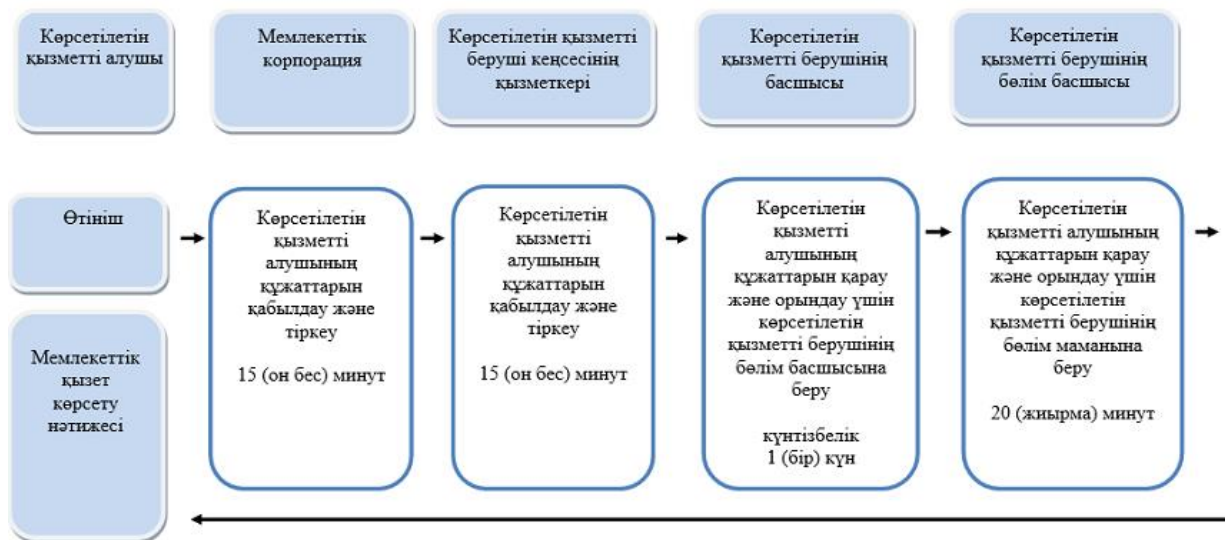 Көрсетілетін
қызметті алушы
Мемлекеттік
корпорация
Көрсетілетін қызметті
беруші кеңсесінің
қызметкері
Көрсетілетін
қызметті берушінің
басшысы
Көрсетілетін
қызметті берушінің
бөлім басшысы
Өтініш
Көрсетілетін
қызметті
алушының
құжаттарын
қабылдау және
тіркеу
15 (он бес) минут
Көрсетілетін
қызметті
алушының
құжаттарын
қабылдау және
тіркеу
15 (он бес) минут
Көрсетілетін
қызметті
алушының
құжаттарын қарау
және орындау үшін
көрсетілетін
қызметті берушінің
бөлім басшысына
беру
күнтізбелік
1 (бір) күн
Көрсетілетін
қызметті алушының
құжаттарын қарау
және орындау үшін
көрсетілетін
қызметті берушінің
бөлім маманына
беру
20 (жиырма) минут
Мемлекеттік
қызет
көрсету
нәтижесі